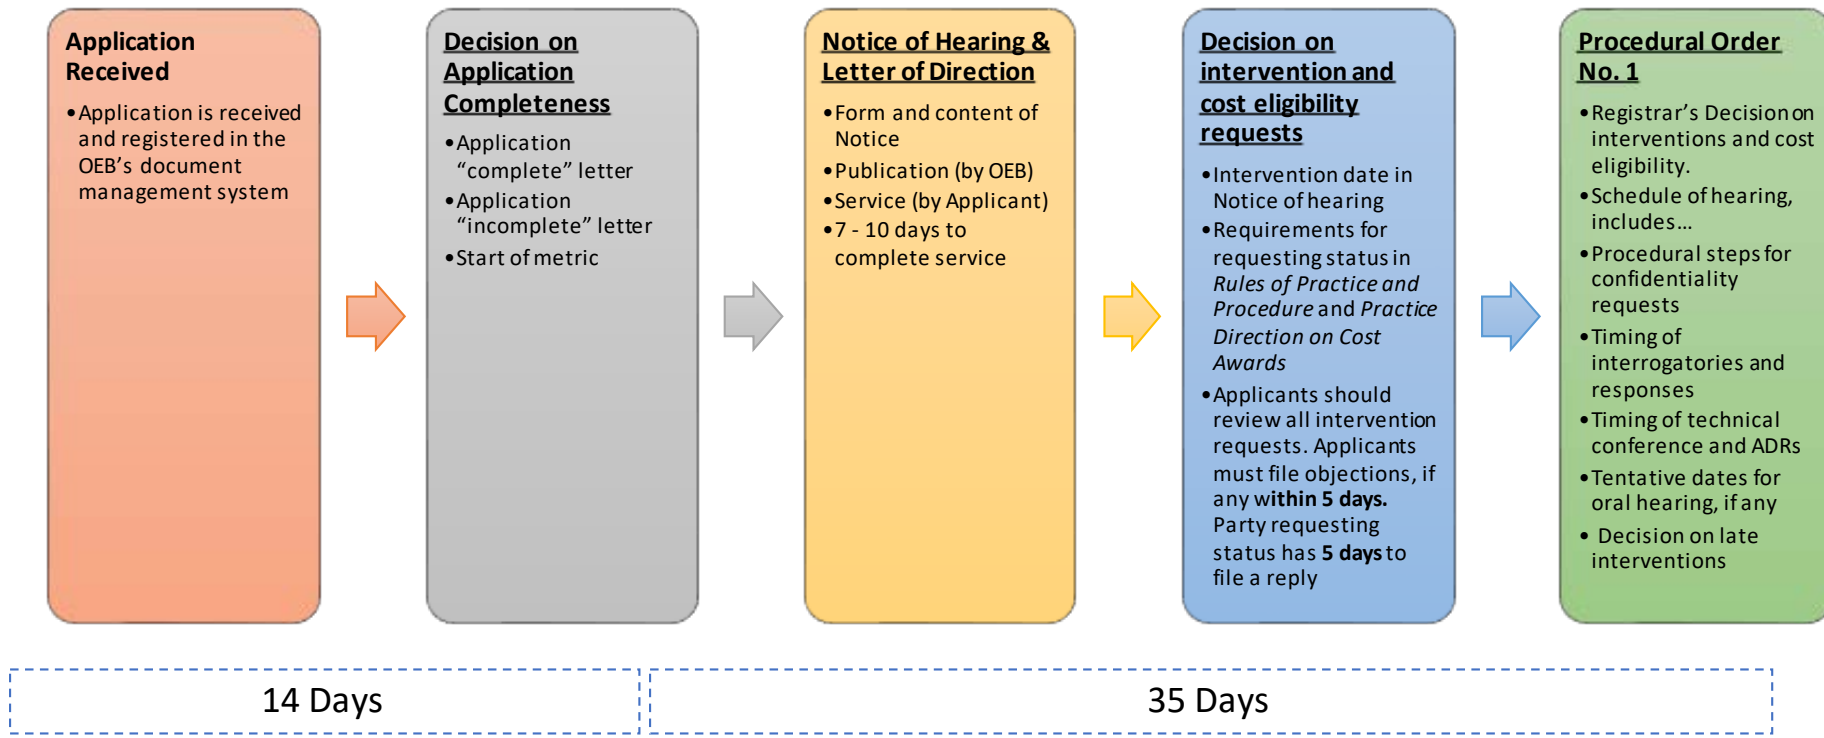 Application
Received
•Application is received
and registered in the
OEB’s document
management system
Decision on
Application
Completeness
•Application
“complete” letter
•Application
“incomplete” letter
•Start of metric
Notice of Hearing &
Letter of Direction
•Form and content of
Notice
•Publication (by OEB)
•Service (by Applicant)
•7 - 10 days to
complete service
Decision on
intervention and
cost eligibility
requests
•Intervention date in
Notice of hearing
•Requirements for
requesting status in
Rules of Practice and
Procedure and Practice
Direction on Cost
Awards
•Applicants should
review all intervention
requests. Applicants
must file objections, if
any within 5 days.
Party requesting
status has 5 days to
file a reply
Procedural Order
No. 1
•Registrar’s Decision on
interventions and cost
eligibility.
•Schedule of hearing,
includes…
•Procedural steps for
confidentiality
requests
•Timing of
interrogatories and
responses
•Timing of technical
conference and ADRs
•Tentative dates for
oral hearing, if any
• Decision on late
interventions
14 Days
35 Days